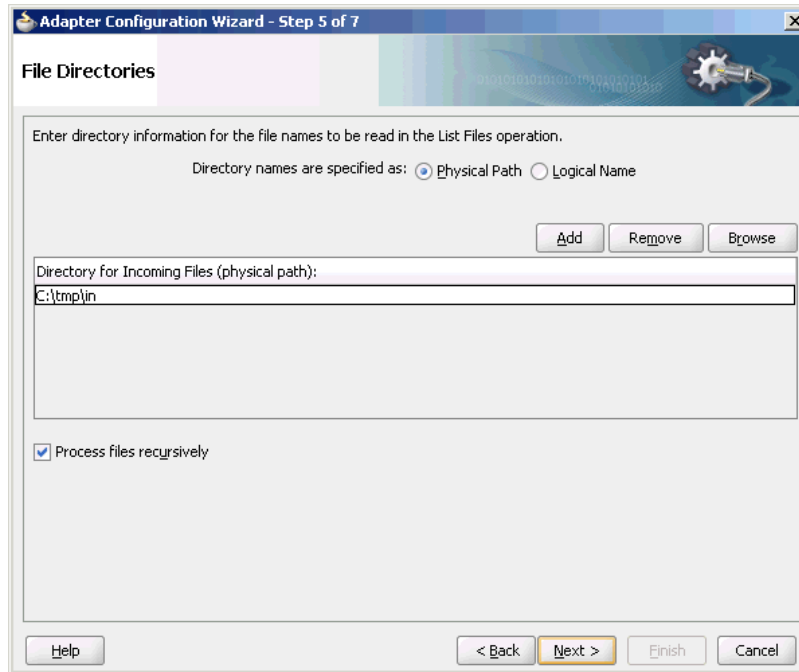 Adapter Configuration Wizard - Step 5 of 7
File Directories
Enter directory information for the file names to be read in the List Files operation.
Directory names are specified as: Physical Path Logical Name
Add Remove Browse
Directory for Incoming Files (physical path):
C:\tmp\in
Process files recursively
Help < Back Next > Finish Cancel